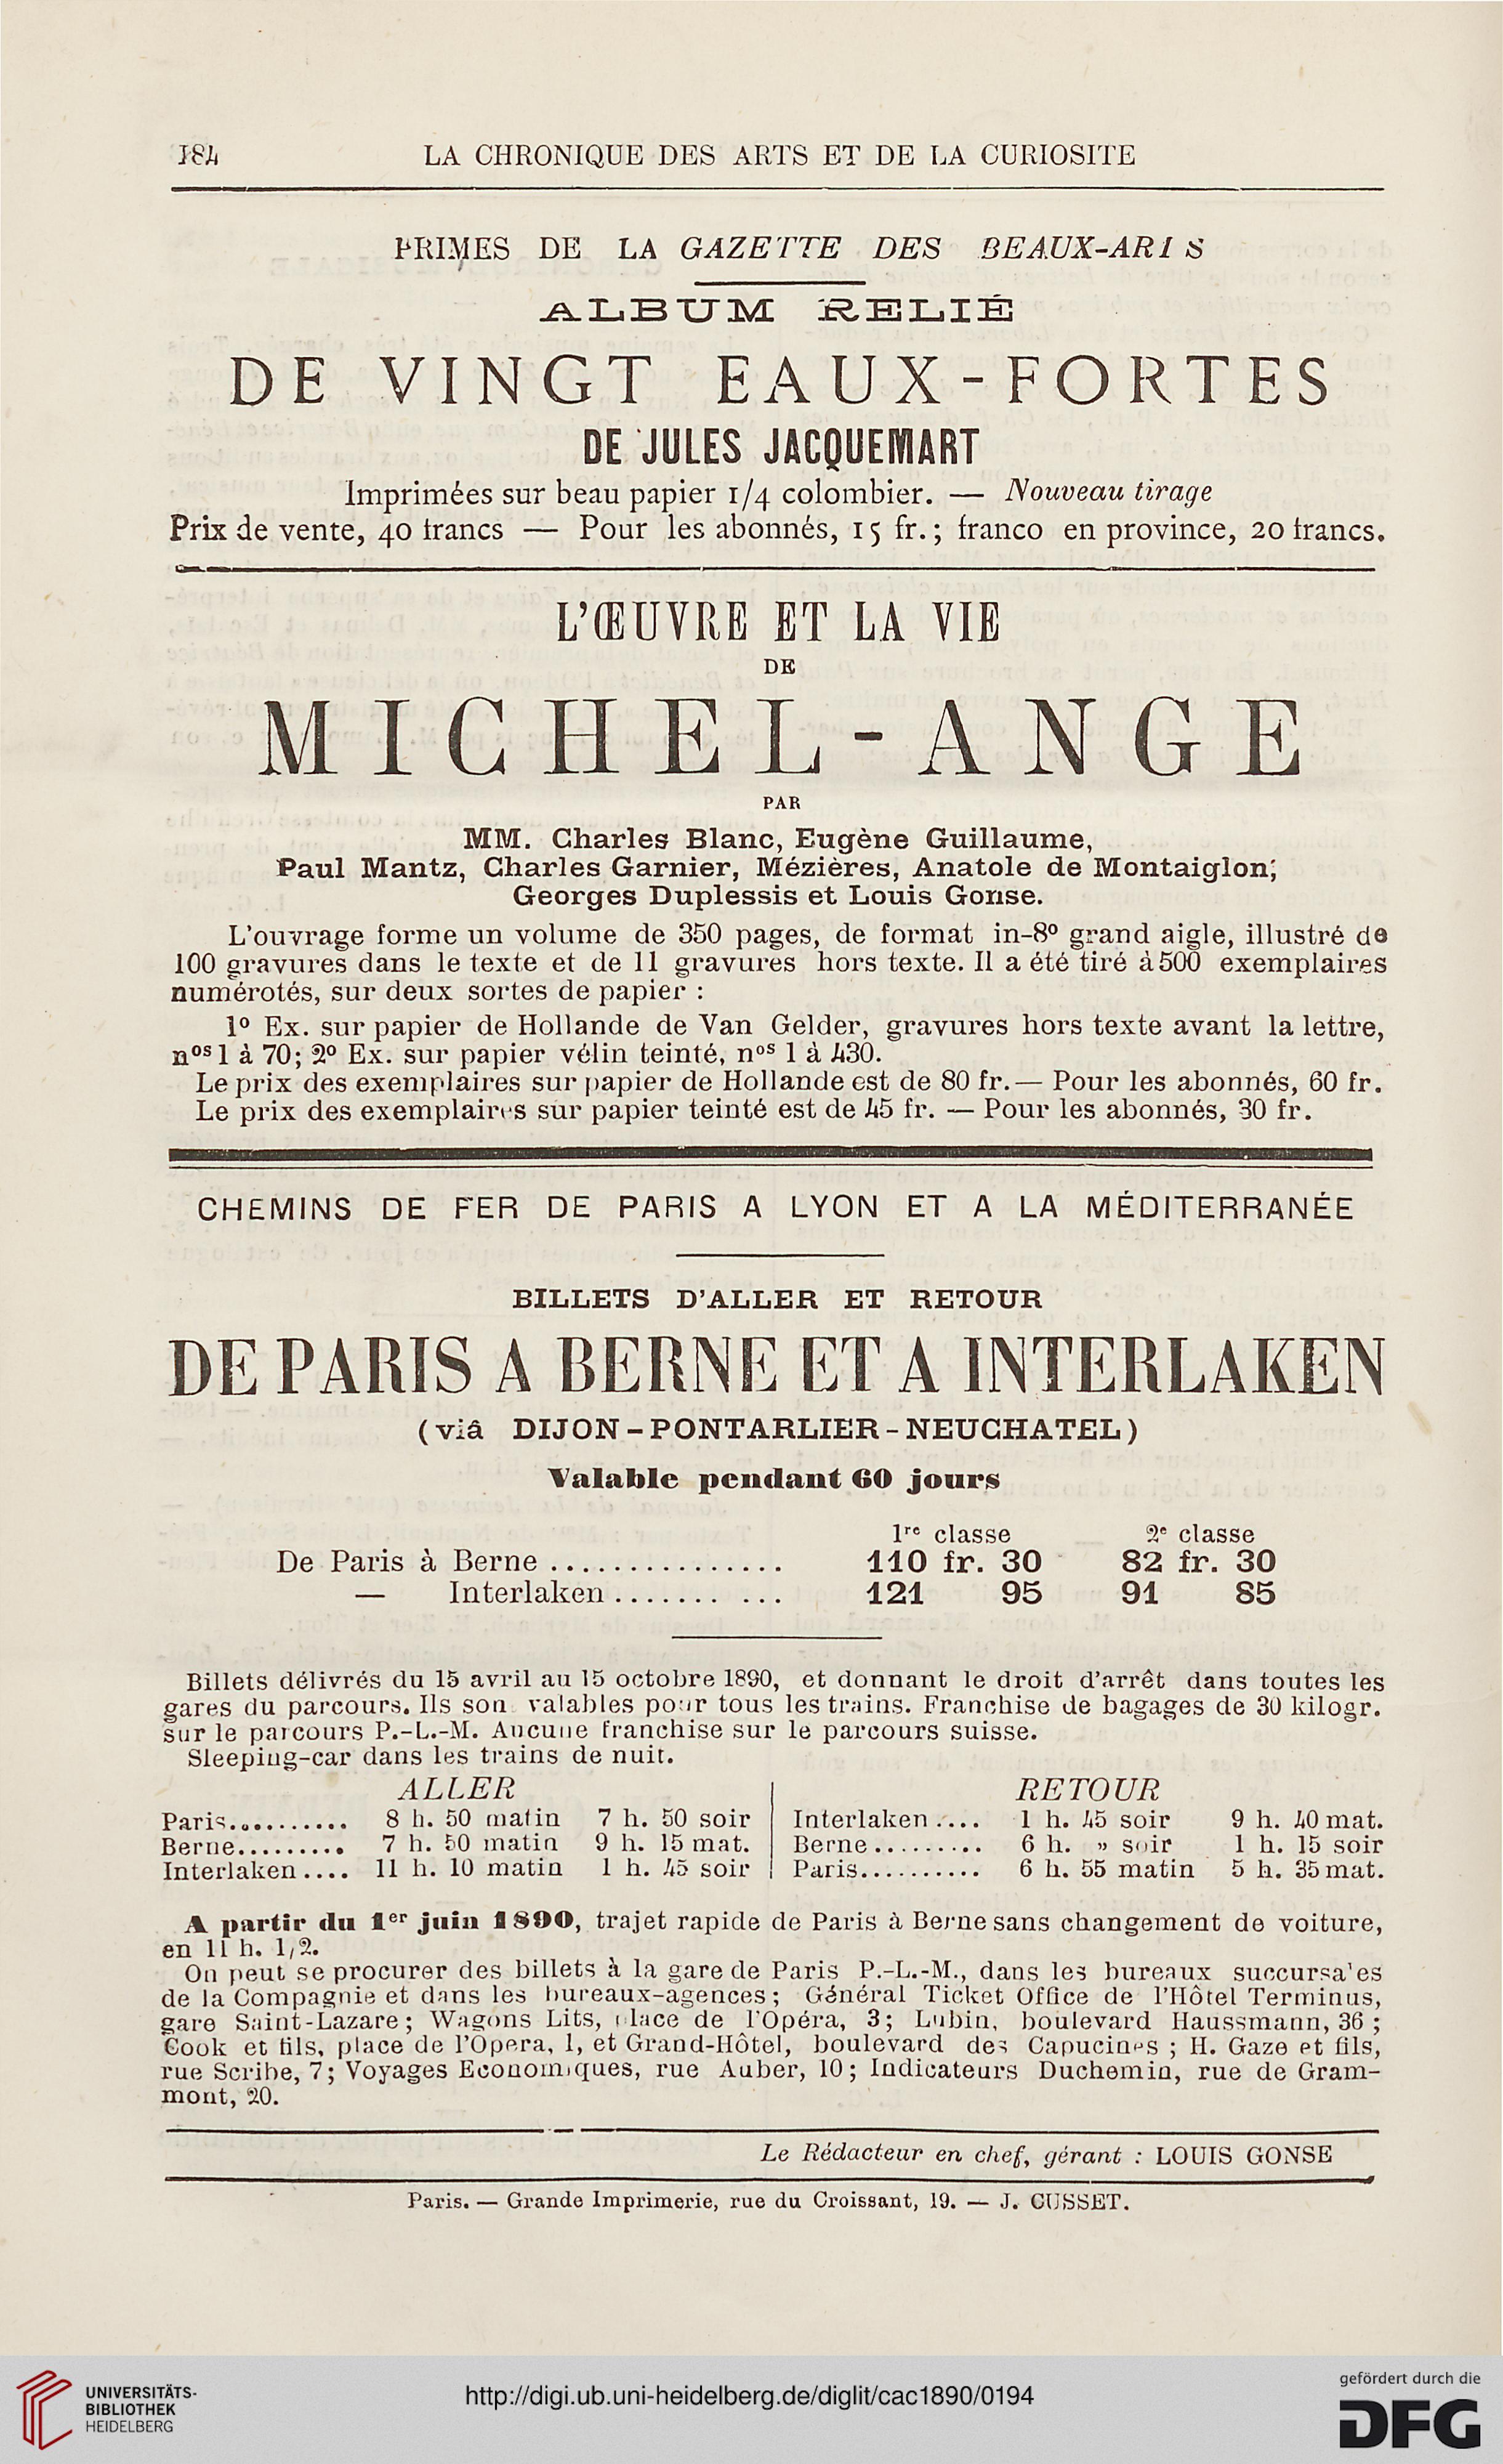 184 LA CHRONIQUE DES ARTS ET DE LA CURIOSITE
PRIMES DE LA GAZETTE DES BEAUX-ARTS
ALBUM RELIÉ
DE VINGT EAUX-FORTES
DE JULES JACQUEMART
Imprimées sur beau papier 1/4 colombier. — Nouveau tirage
Prix de vente, 40 francs — Pour les abonnés, 15 fr.; franco en province, 20 francs.
L'ŒUVRE ET LA VIE
DE
MICHEL-ANGE
PAR
MM. Charles Blanc, Eugène Guillaume,
Paul Mantz, Charles Garnier, Mézières, Anatole de Montaiglon;
Georges Duplessis et Louis Gonse.
L'ouvrage forme un volume de 350 pages, de format in-8º grand aigle, illustré de
100 gravures dans le texte et de 11 gravures hors texte. Il a été tiré à 500 exemplaires
numérotés, sur deux sortes de papier :
1º Ex. sur papier de Hollande de Van Gelder, gravures hors texte avant la lettre,
nos 1 à 70; 2º Ex. sur papier vélin teinté, nos 1 à 430.
Le prix des exemplaires sur papier de Hollande est de 80 fr. — Pour les abonnés, 60 fr.
Le prix des exemplaires sur papier teinté est de 45 fr. — Pour les abonnés, 30 fr.
CHEMINS DE FER DE PARIS A LYON ET A LA MÉDITERRANÉE
BILLETS D'ALLER ET RETOUR
DE PARIS A BERNE ET A INTERLAKEN
(viâ DIJON-PONTARLIER-NEUCHATEL)
Valable pendant 60 jours
1re classe 2e classe
De Paris à Berne ................ 110 fr. 30 82 fr. 30
— Interlaken ....... ... 121 95 91 85
Billets délivrés du 15 avril au 15 octobre 1890, et donnant le droit d'arrêt dans toutes les
gares du parcours. Ils son valables pour tous les trains. Franchise de bagages de 30 kilogr.
sur le parcours P.-L.-M. Aucune franchise sur le parcours suisse.
Sleeping-car dans les trains de nuit.
ALLER RETOUR
Paris........... 8 h. 50 matin 7 h. 50 soir Interlaken .... 1 h. 45 soir 9 h. 40 mat.
Berne......... 7 h. 50 matin 9 h. 15 mat. Berne ......... 6 h. » soir 1 h. 15 soir
Interlaken .... 11 h. 10 matin 1 h. 45 soir Paris.......... 6 h. 55 matin 5 h. 35 mat.
A partir du 1er juin 1890, trajet rapide de Paris à Berne sans changement de voiture,
en 11 h. 1/2.
On peut se procurer des billets à la gare de Paris P.-L.-M., dans les bureaux succursales
de la Compagnie et dans les bureaux-agences; Général Ticket Office de l'Hôtel Terminus,
gare Saint-Lazare; Wagons Lits, place de l'Opéra, 3; Lubin, boulevard Haussmann, 36;
Cook et fils, place de l'Opera, 1, et Grand-Hôtel, boulevard des Capucines ; H. Gaze et fils,
rue Scribe, 7; Voyages Economiques, rue Auber, 10; Indicateurs Duchemin, rue de Gram-
mont, 20.
Le Rédacteur en chef, gérant : LOUIS GONSE
Paris. — Grande Imprimerie, rue du Croissant, 19. — J. CUSSET.
UNIVERSITÄTS-
BIBLIOTHEK
HEIDELBERG
http://digi.ub.uni-heidelberg.de/diglit/cac1890/0194
gefördert durch die
DFG